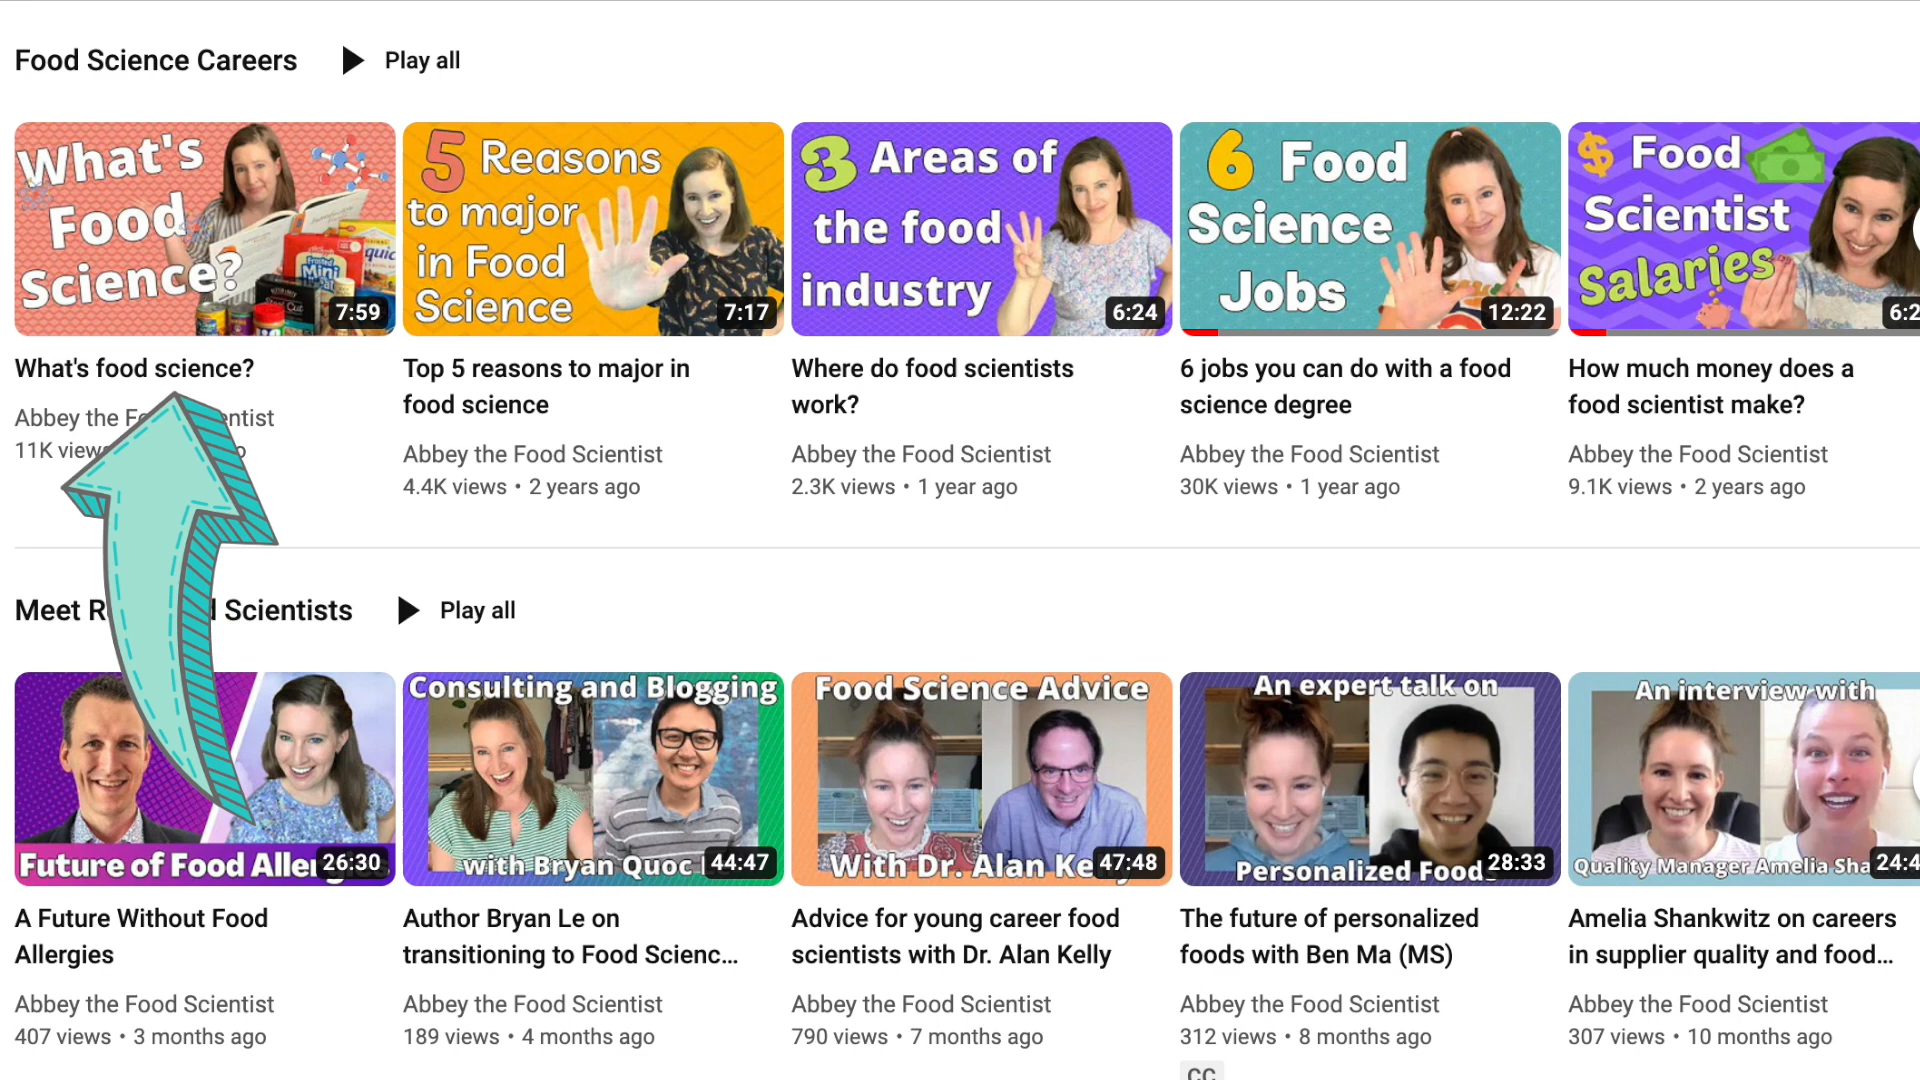 Food Science Careers
Play all
What's
Food
Science?
Frosted
Mini
7:59
5 Reasons
to major
in Food
Science
7:17
3 Areas of
the food
industry
6:24
6 Food
Science
Jobs
12:22
$ Food
Scientist
Salaries
6:2
What's food science?
Abbey the
11K views
Top 5 reasons to major in
food science
Abbey the Food Scientist
4.4K views • 2 years ago
Where do food scientists
work?
Abbey the Food Scientist
2.3K views • 1 year ago
6 jobs you can do with a food
science degree
Abbey the Food Scientist
30K views • 1 year ago
How much money does a
food scientist make?
Abbey the Food Scientist
9.1K views • 2 years ago
Meet Scientists
Play all
Future of Food
26:30
Consulting and Blogging
with Bryan Quoc
44:47
Food Science Advice
With Dr. Alan
47:48
An expert talk on
Personalized Foods
28:33
An interview with
Quality Manager Amelia
24:4
A Future Without Food
Allergies
Abbey the Food Scientist
407 views • 3 months ago
Author Bryan Le on
transitioning to Food Scienc...
Abbey the Food Scientist
189 views • 4 months ago
Advice for young career food
scientists with Dr. Alan Kelly
Abbey the Food Scientist
790 views • 7 months ago
The future of personalized
foods with Ben Ma (MS)
Abbey the Food Scientist
312 views • 8 months ago
CC
Amelia Shankwitz on careers
in supplier quality and food...
Abbey the Food Scientist
307 views • 10 months ago